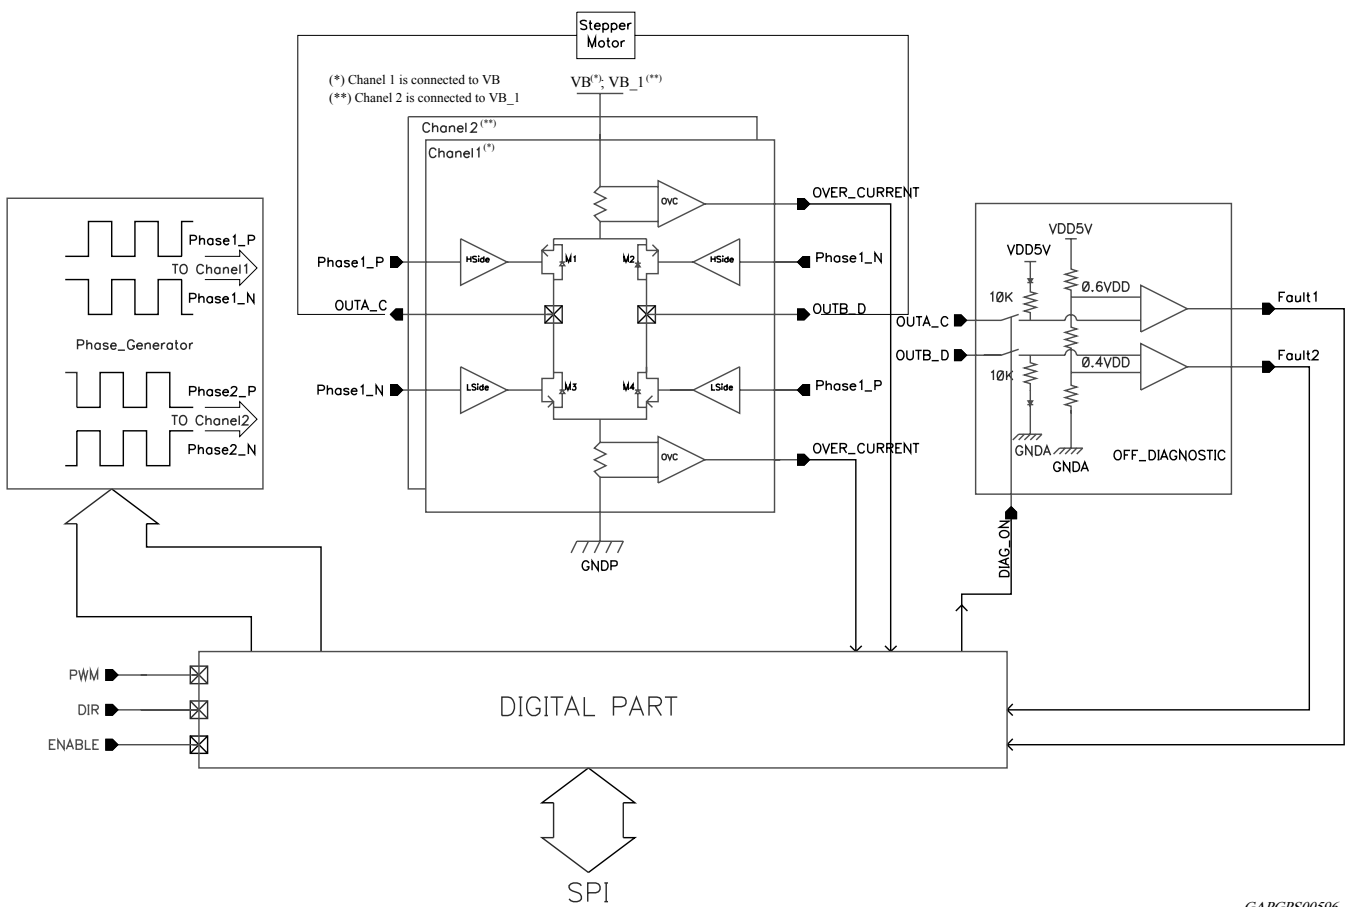 Stepper
Motor
(*) Chanel 1 is connected to VB
(**) Chanel 2 is connected to VB_1
VB(*); VB_1(**)
Chanel2(**)
Chanel1(*)
OVC
OVER_CURRENT
Phase1_P
HSide
M1
M2
HSide
Phase1_N
OUTA_C
OUTB_D
Phase1_N
LSide
M3
M4
LSide
Phase1_P
OVC
OVER_CURRENT
GNDP
Phase1_P
TO Chanel1
Phase1_N
Phase_Generator
Phase2_P
TO Chanel2
Phase2_N
VDD5V
VDD5V
0.6VDD
10K
OUTA_C
OUTB_D
0.4VDD
10K
GNDA
GNDA
OFF_DIAGNOSTIC
Fault1
Fault2
DIAG_ON
PWM
DIR
ENABLE
DIGITAL PART
SPI